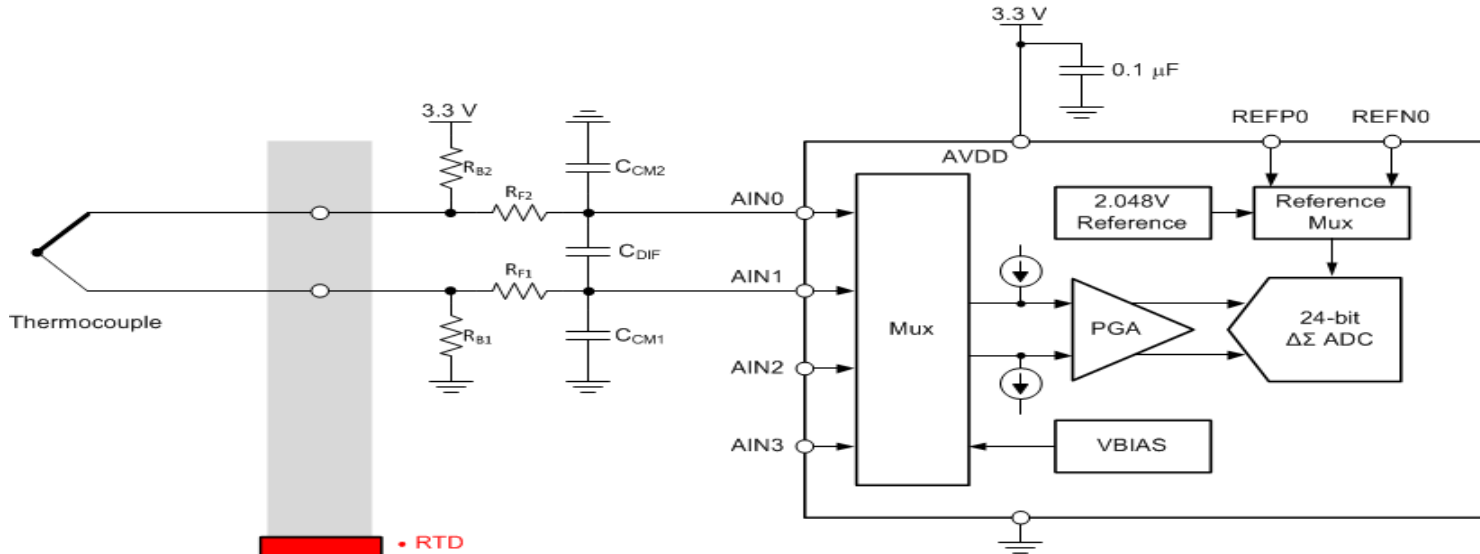 3.3 V
0.1 μF
3.3 V
REFP0
REFN0
CCM2
AVDD
RB2
RF2
AIN0
2.048V
Reference
Reference
Mux
CDIF
RF1
AIN1
Thermocouple
RB1
CCM1
Mux
PGA
24-bit
ΔΣ ADC
AIN2
AIN3
VBIAS
• RTD